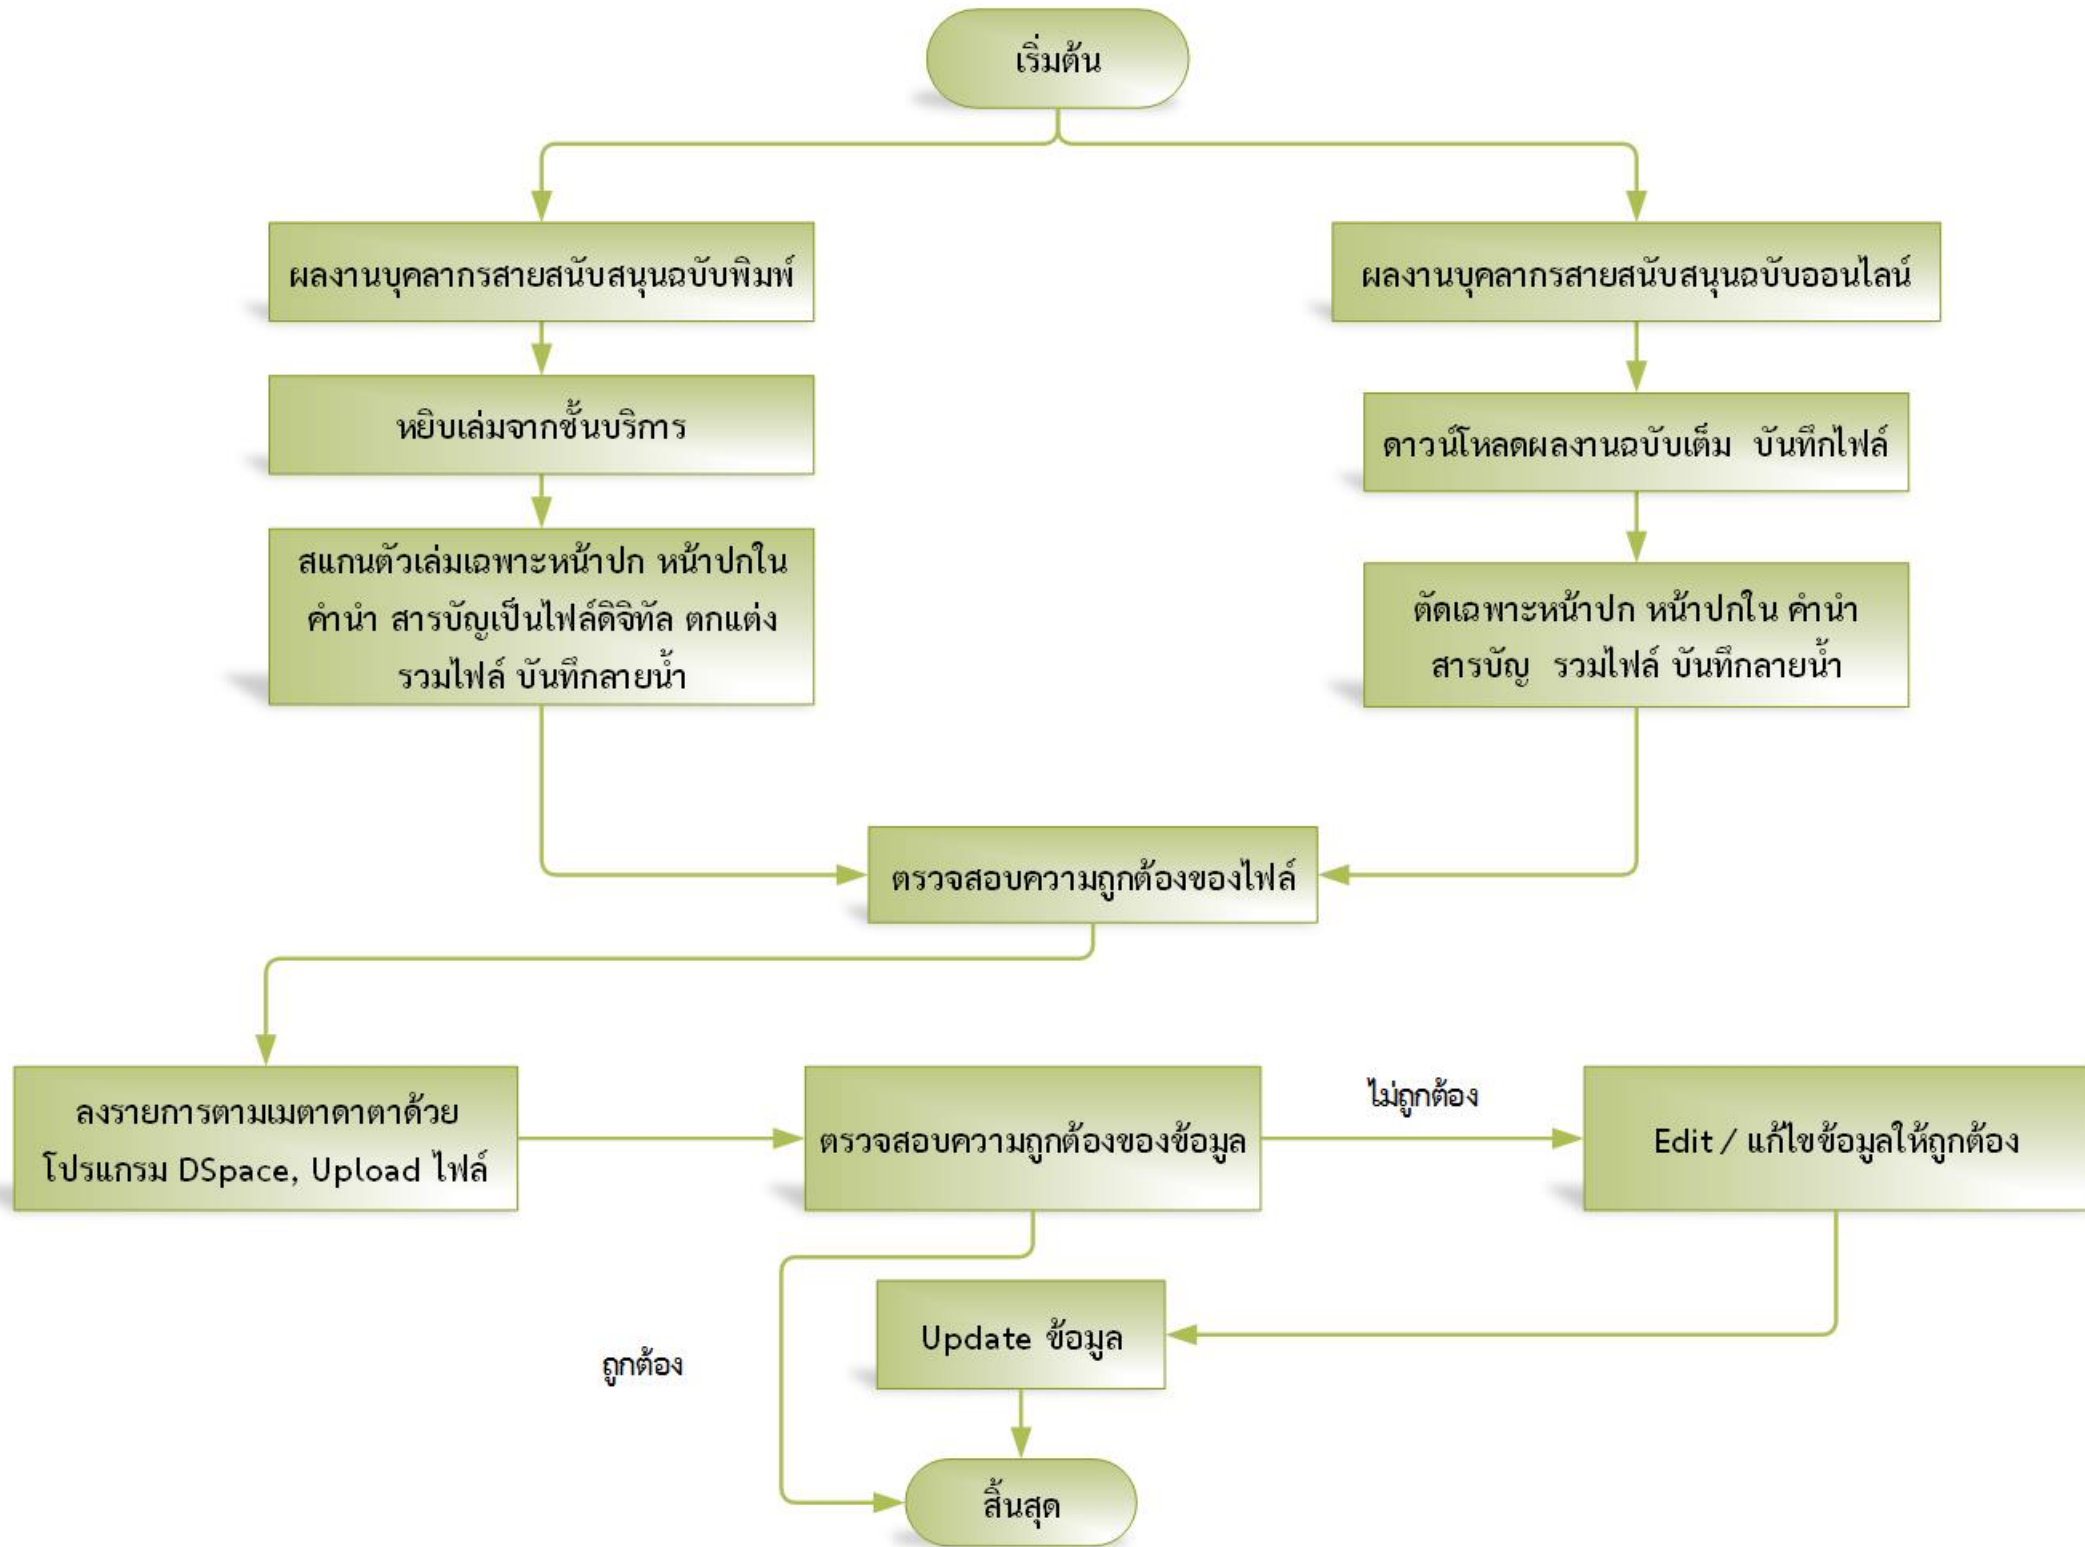 เริ่มต้น
ผลงานบุคลากรสายสนับสนุนฉบับพิมพ์
ผลงานบุคลากรสายสนับสนุนฉบับออนไลน์
หยิบเล่มจากชั้นบริการ
ดาวน์โหลดผลงานฉบับเต็ม บันทึกไฟล์
สแกนตัวเล่มเฉพาะหน้าปก หน้าปกใน
คำนำ สารบัญเป็นไฟล์ดิจิทัล ตกแต่ง
รวมไฟล์ บันทึกลายน้ำ
ตัดเฉพาะหน้าปก หน้าปกใน คำนำ
สารบัญ รวมไฟล์ บันทึกลายน้ำ
ตรวจสอบความถูกต้องของไฟล์
ลงรายการตามเมตาดาตาด้วย
โปรแกรม DSpace, Upload ไฟล์
ตรวจสอบความถูกต้องของข้อมูล
ไม่ถูกต้อง
Edit / แก้ไขข้อมูลให้ถูกต้อง
Update ข้อมูล
ถูกต้อง
สิ้นสุด